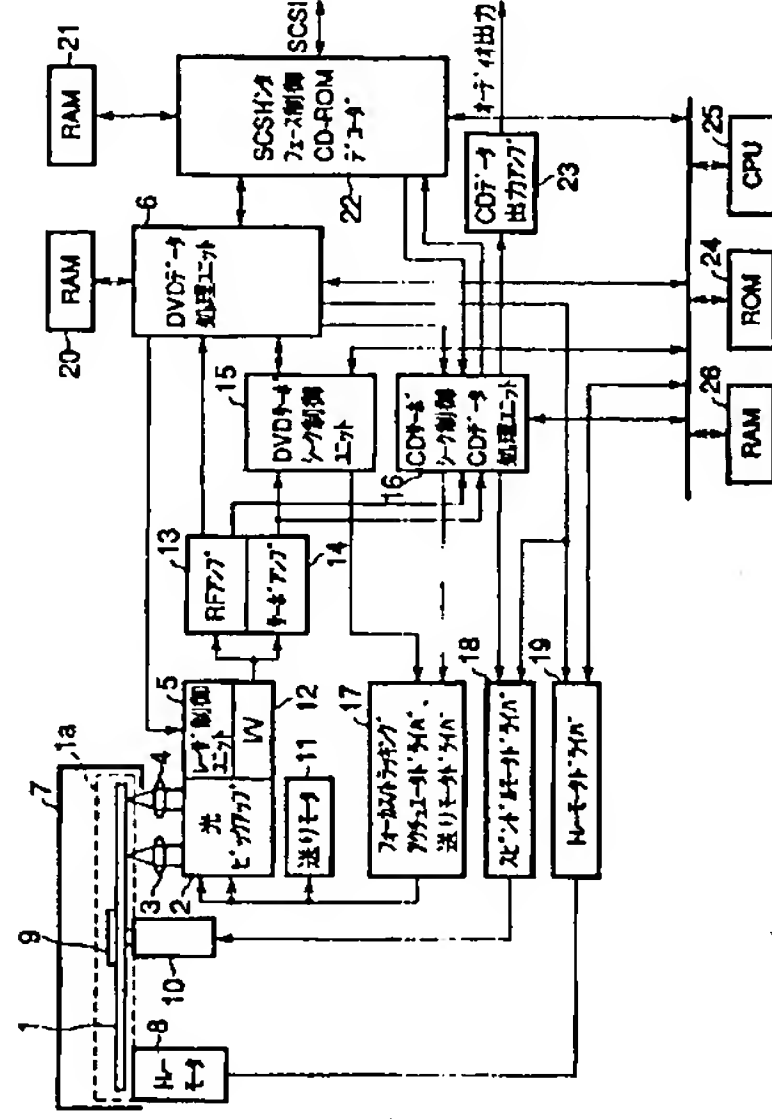 21
RAM
SCSI
SCSIインタ
フェース制御
CD-ROM
デコーダ
22
オーディオ出力
6
DVDデータ
処理ユニット
RAM
20
CDデータ
出力アンプ
23
25
CPU
24
ROM
26
RAM
15
DVDサーボ
シーク制御
ユニット
16
CDサーボ
シーク制御
CDデータ
処理ユニット
13
RFアンプ
サーボアンプ
14
5
レーザ制御
ユニット
I/V
12
光
ピックアップ
2
3
4
送りモータ
11
17
フォーカス/トラッキング
アクチュエータドライバ、
送りモータドライバ
18
スピンドルモータドライバ
19
トレーモータドライバ
7
1a
9
1
10
8
トレー
モータ